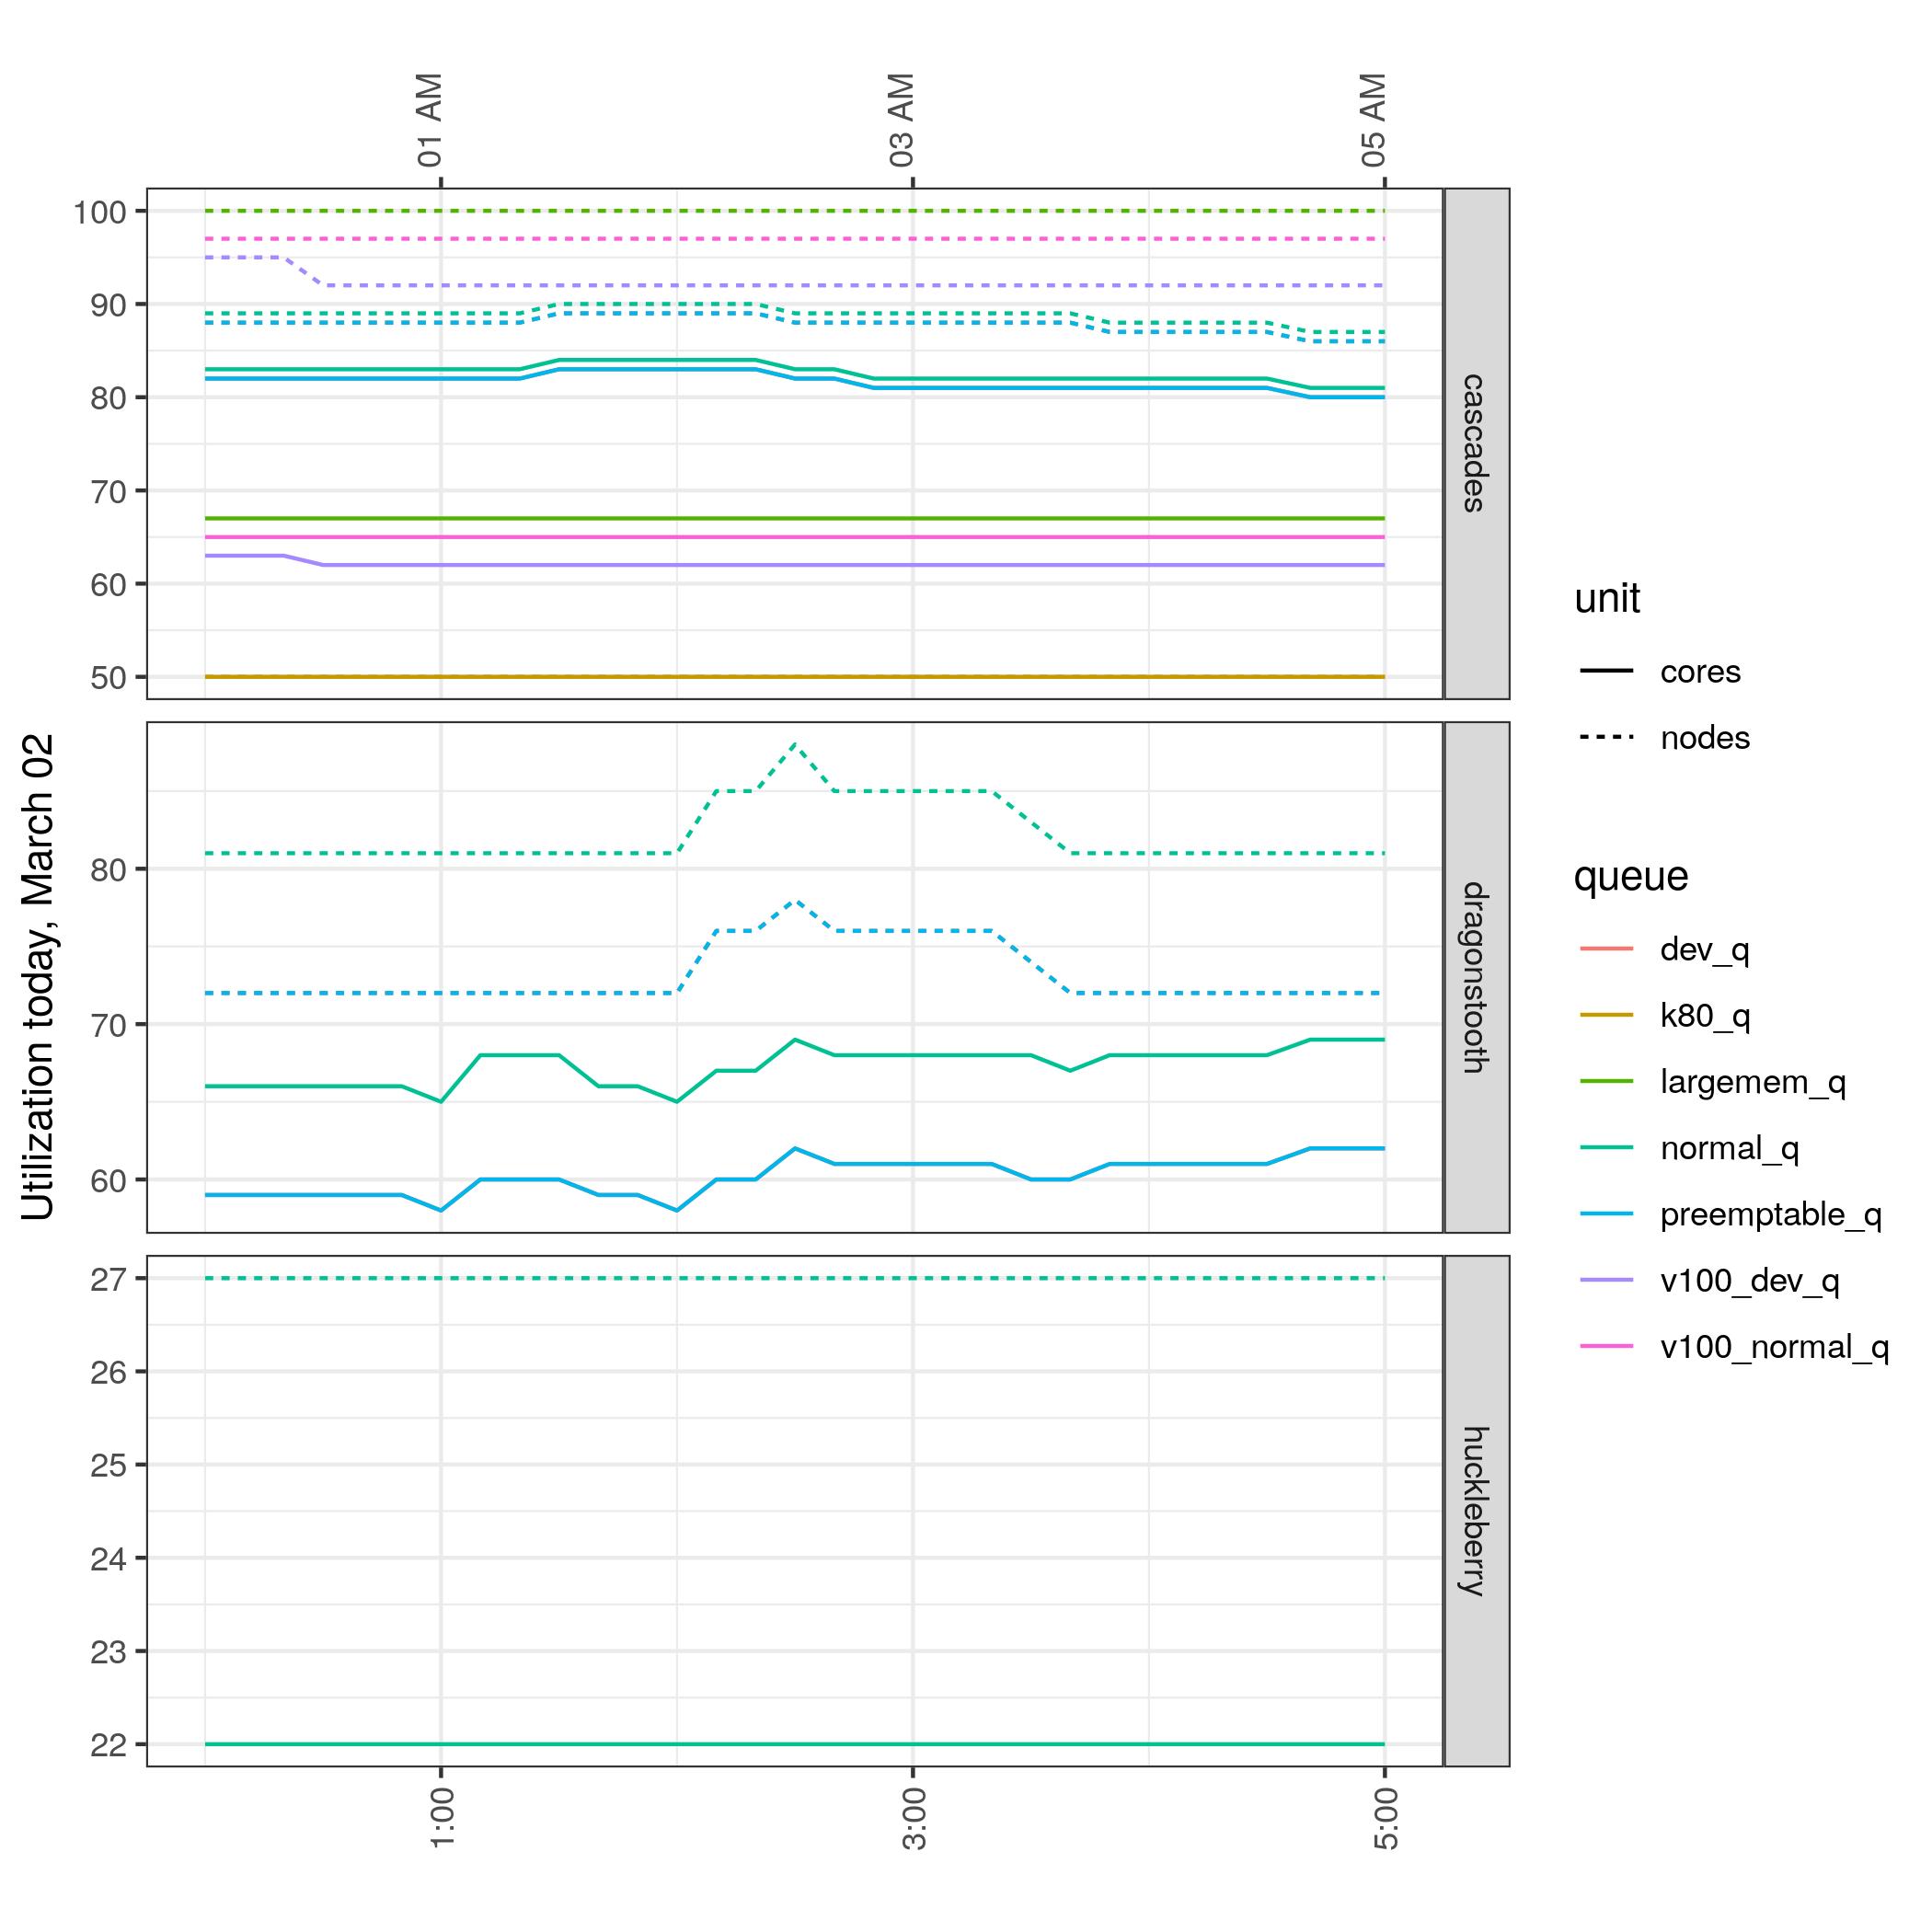 01 AM
03 AM
05 AM
Utilization today, March 02
100
90
80
70
60
50
cascades
80
70
60
dragonstooth
27
26
25
24
23
22
huckleberry
1:00
3:00
5:00
unit
cores
nodes
queue
dev_q
k80_q
largemem_q
normal_q
preemptable_q
v100_dev_q
v100_normal_q